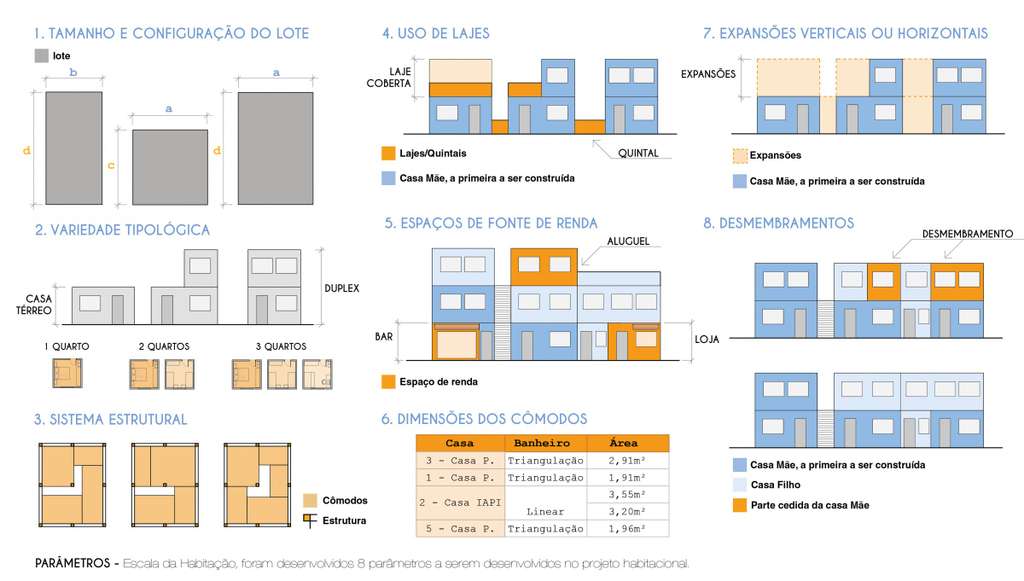 1. TAMANHO E CONFIGURAÇÃO DO LOTE
lote
b
a
a
d
c
d
2. VARIEDADE TIPOLÓGICA
CASA
TÉRREO
DUPLEX
1 QUARTO
2 QUARTOS
3 QUARTOS
3. SISTEMA ESTRUTURAL
Cômodos
Estrutura
4. USO DE LAJES
LAJE
COBERTA
QUINTAL
Lajes/Quintais
Casa Mãe, a primeira a ser construída
5. ESPAÇOS DE FONTE DE RENDA
ALUGUEL
BAR
LOJA
Espaço de renda
6. DIMENSÕES DOS CÔMODOS
Casa Banheiro Área
3 - Casa P. Triangulação 2,91m²
1 - Casa P. Triangulação 1,91m²
2 - Casa IAPI Linear 3,55m²
3,20m²
5 - Casa P. Triangulação 1,96m²
7. EXPANSÕES VERTICAIS OU HORIZONTAIS
EXPANSÕES
Expansões
Casa Mãe, a primeira a ser construída
8. DESMEMBRAMENTOS
DESMEMBRAMENTO
Casa Mãe, a primeira a ser construída
Casa Filho
Parte cedida da casa Mãe
PARÂMETROS - Escala da Habitação, foram desenvolvidos 8 parâmetros a serem desenvolvidos no projeto habitacional.